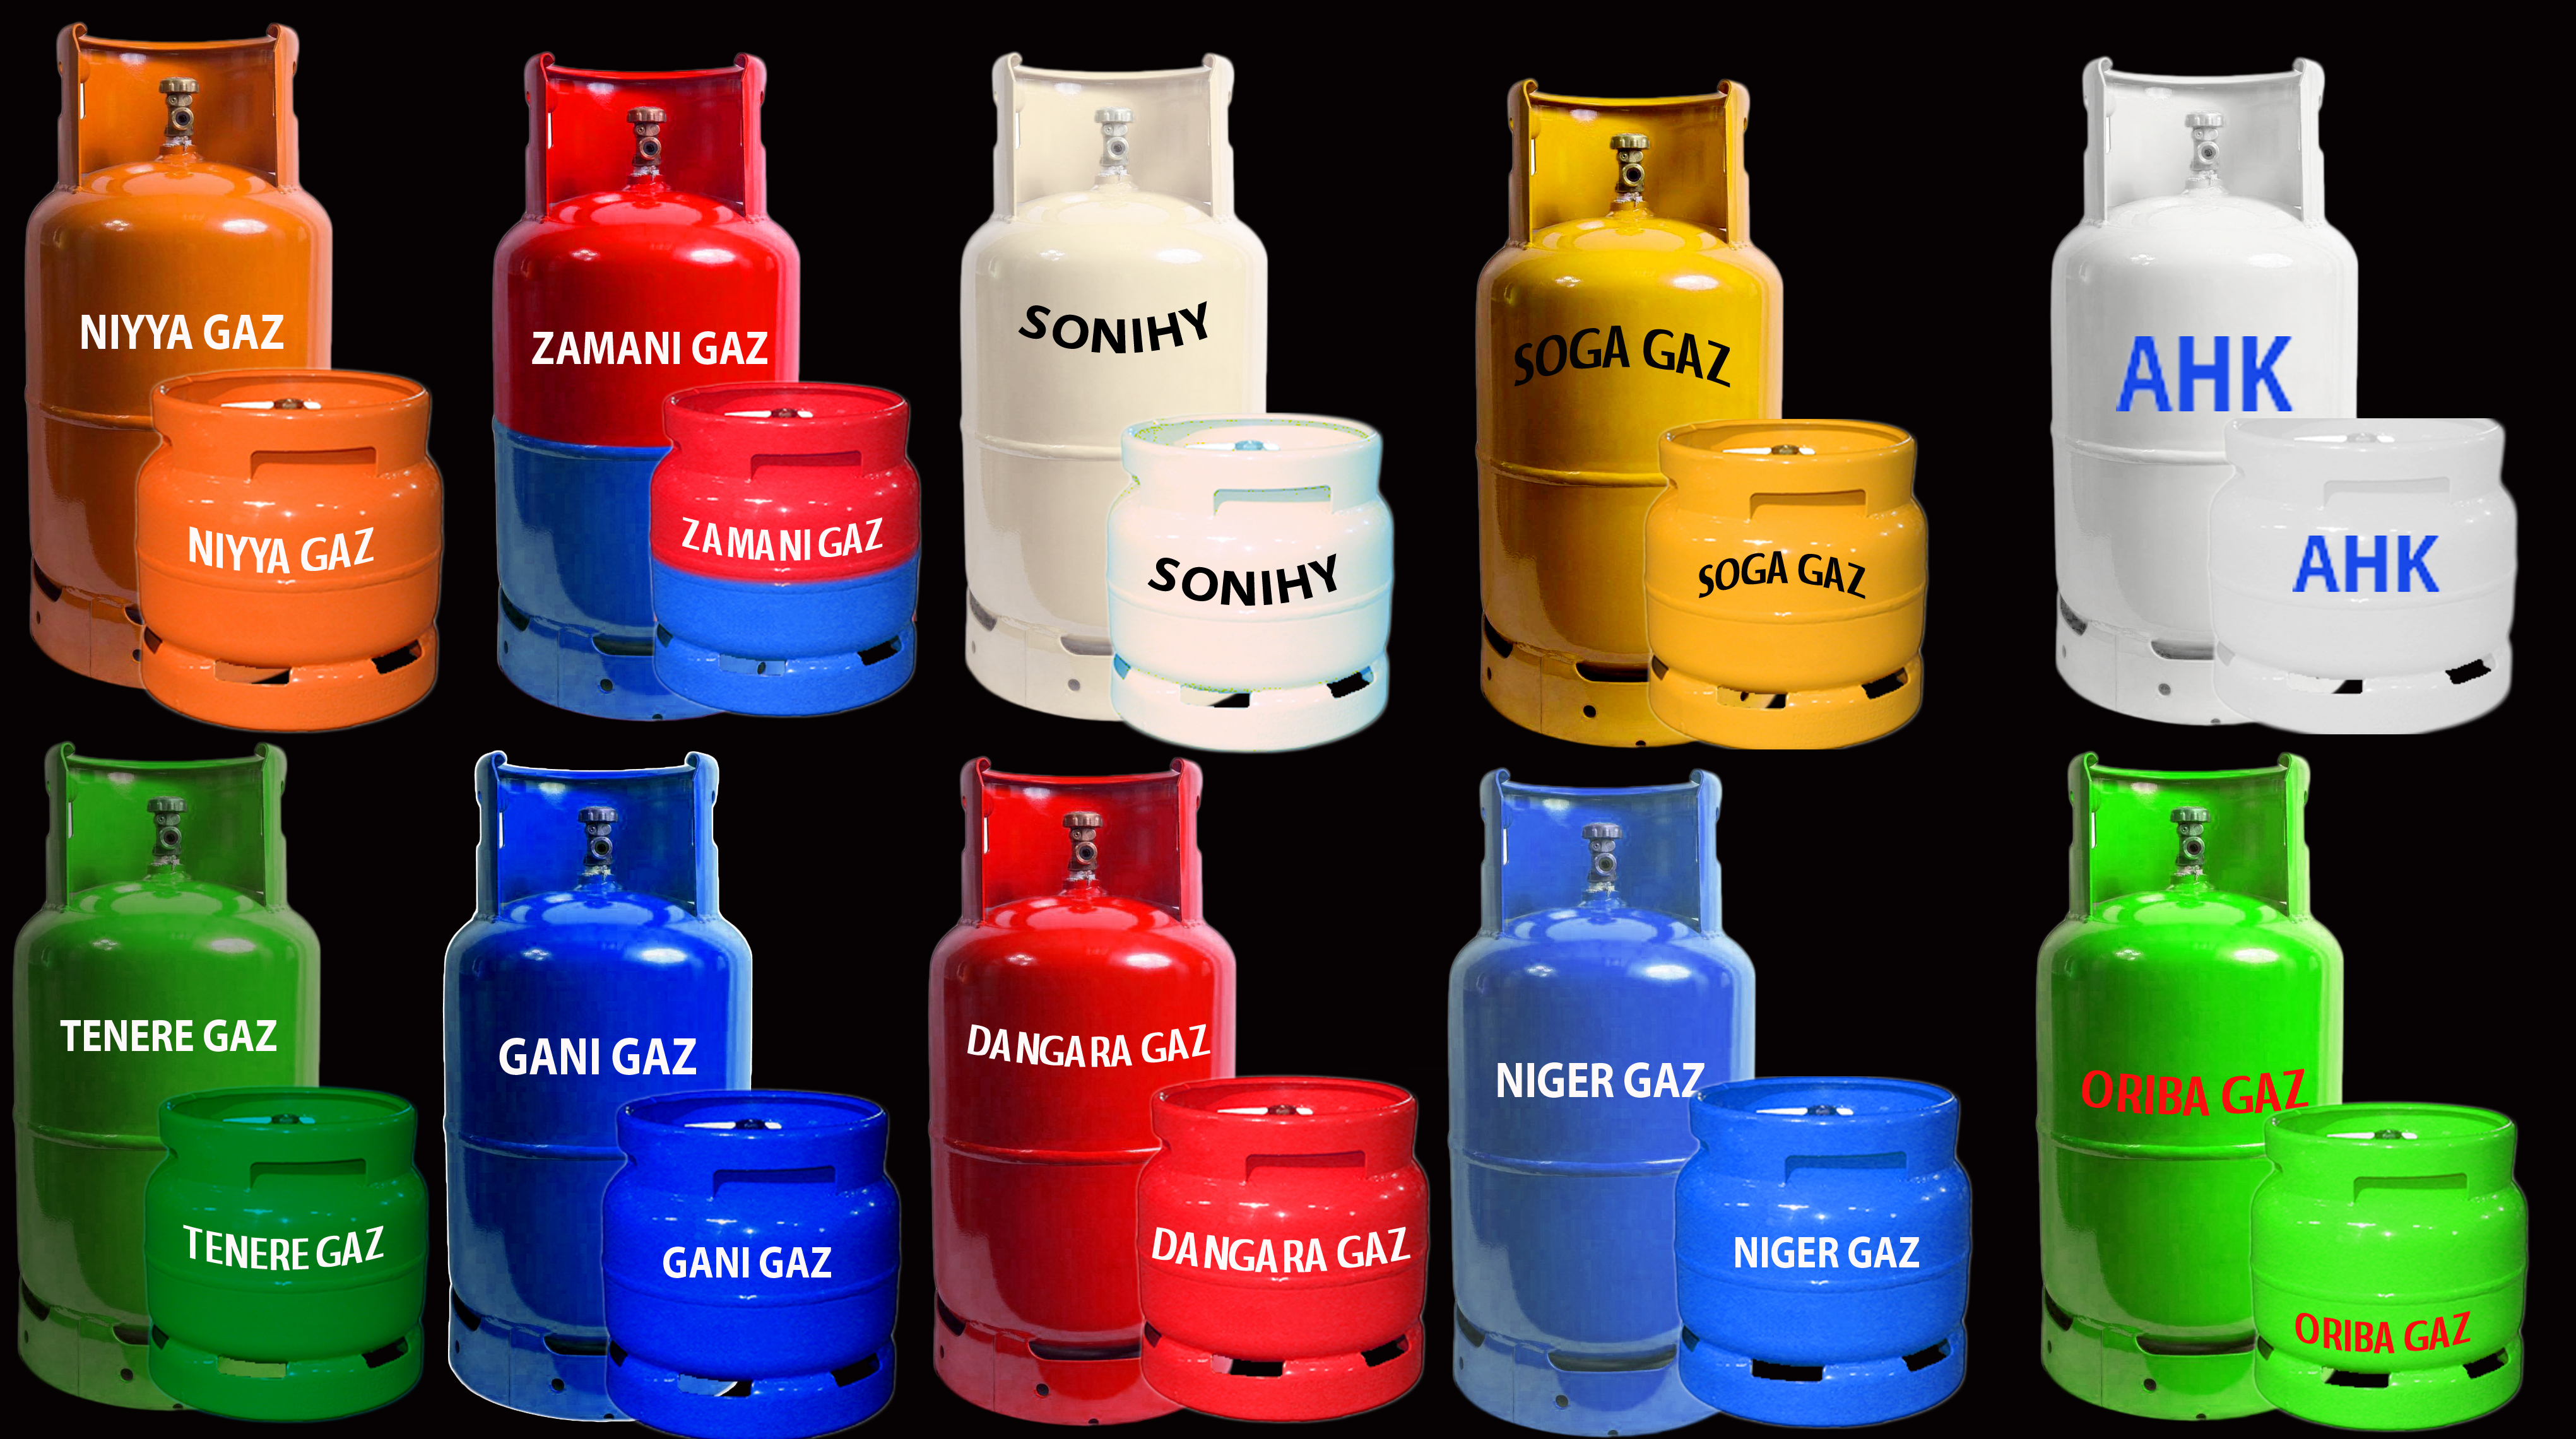 NIYYA GAZ
NIYYA GAZ
ZAMANI GAZ
ZAMANI GAZ
SONIHY
SONIHY
SOGA GAZ
SOGA GAZ
AHK
AHK
TENERE GAZ
TENERE GAZ
GANI GAZ
GANI GAZ
DANGARA GAZ
DANGARA GAZ
NIGER GAZ
NIGER GAZ
ORIBA GAZ
ORIBA GAZ